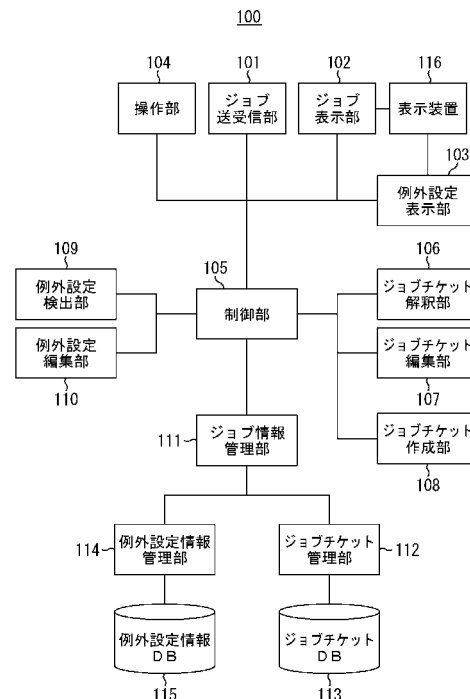 100
104
101
102
116
操作部
ジョブ
送受信部
ジョブ
表示部
表示装置
103
例外設定
表示部
109
105
106
例外設定
検出部
制御部
ジョブチケット
解釈部
例外設定
編集部
ジョブチケット
編集部
110
107
111
ジョブ情報
管理部
ジョブチケット
作成部
108
114
例外設定情報
管理部
ジョブチケット
管理部
112
例外設定情報
DB
ジョブチケット
DB
115
113